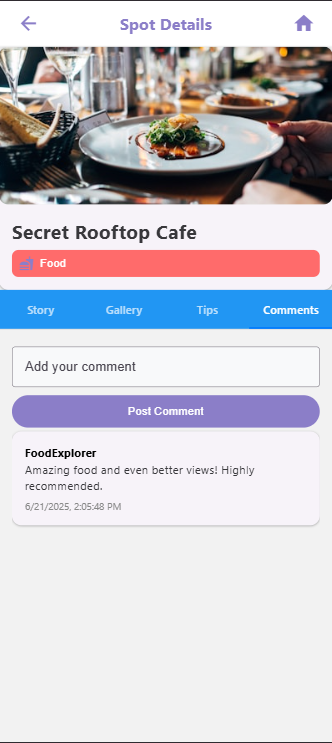 Spot Details
Secret Rooftop Cafe
Food
Story
Gallery
Tips
Comments
Add your comment
Post Comment
FoodExplorer
Amazing food and even better views! Highly
recommended.
6/21/2025, 2:05:48 PM